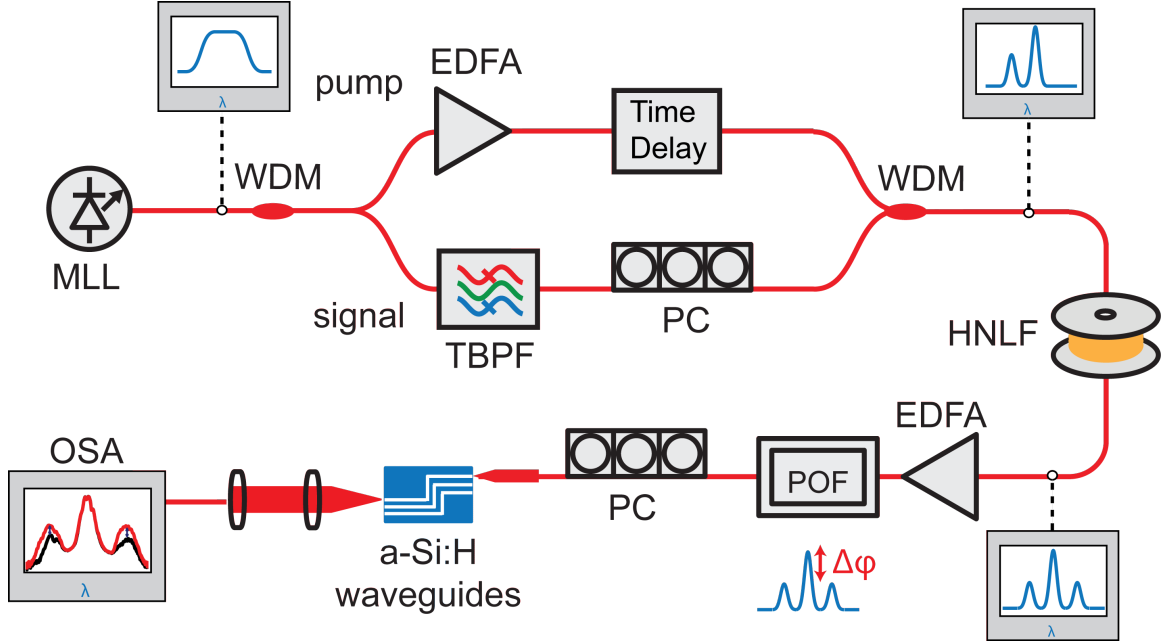 pump
EDFA
Time
Delay
λ
λ
WDM
WDM
MLL
signal
TBPF
PC
HNLF
EDFA
OSA
POF
PC
λ
a-Si:H
waveguides
Δφ
λ